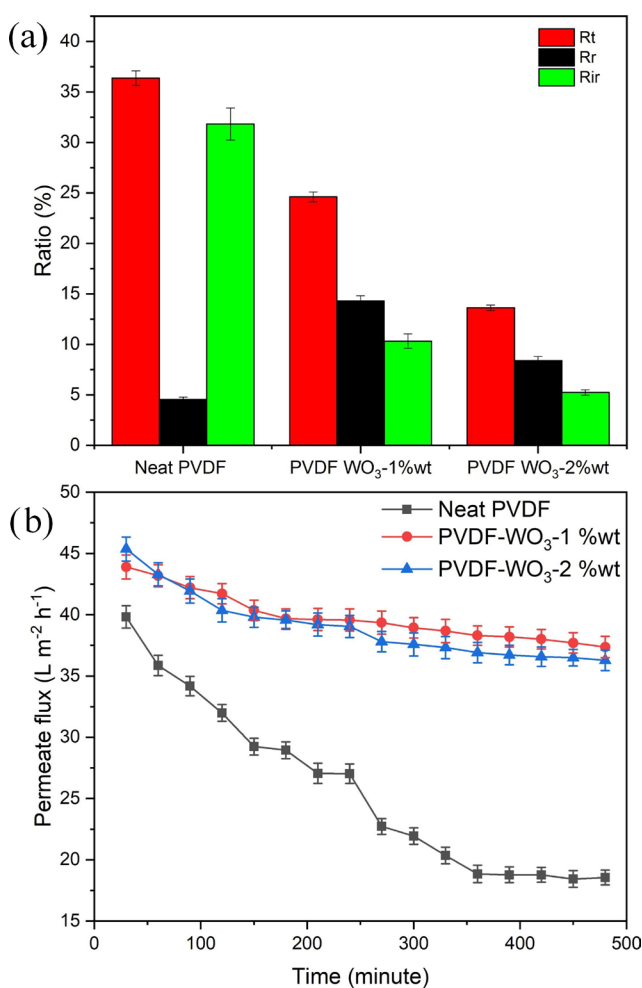 (a)
40
35
30
25
20
15
10
5
0
Ratio (%)
Rt
Rr
Rir
Neat PVDF
PVDF WO₃-1%wt
PVDF WO₃-2%wt
(b)
50
45
40
35
30
25
20
15
Permeate flux (L m⁻² h⁻¹)
Neat PVDF
PVDF-WO₃-1 %wt
PVDF-WO₃-2 %wt
0 100 200 300 400 500
Time (minute)